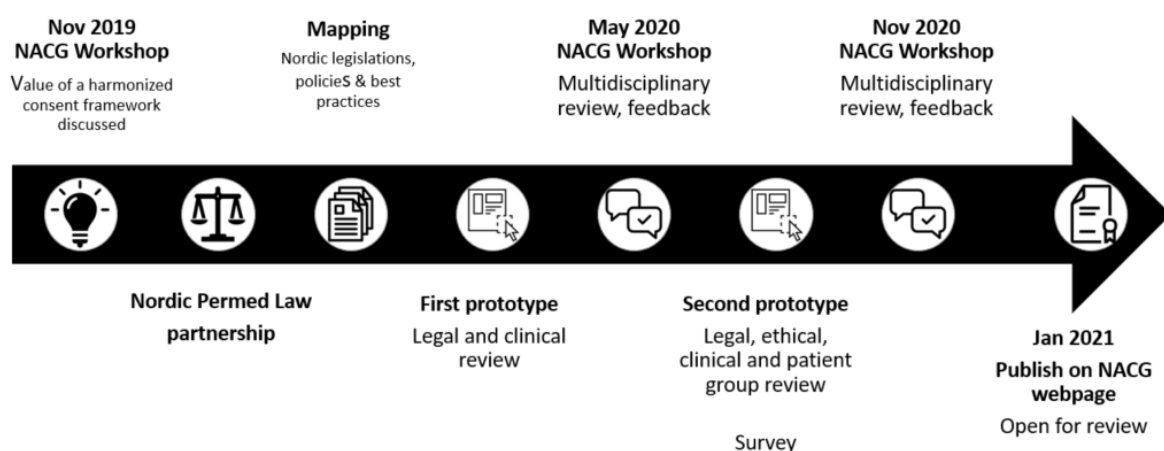 Nov 2019
NACG Workshop
Value of a harmonized
consent framework
discussed
Mapping
Nordic legislations,
policies & best
practices
May 2020
NACG Workshop
Multidisciplinary
review, feedback
Nov 2020
NACG Workshop
Multidisciplinary
review, feedback
Nordic Permed Law
partnership
First prototype
Legal and clinical
review
Second prototype
Legal, ethical,
clinical and patient
group review
Survey
Jan 2021
Publish on NACG
webpage
Open for review